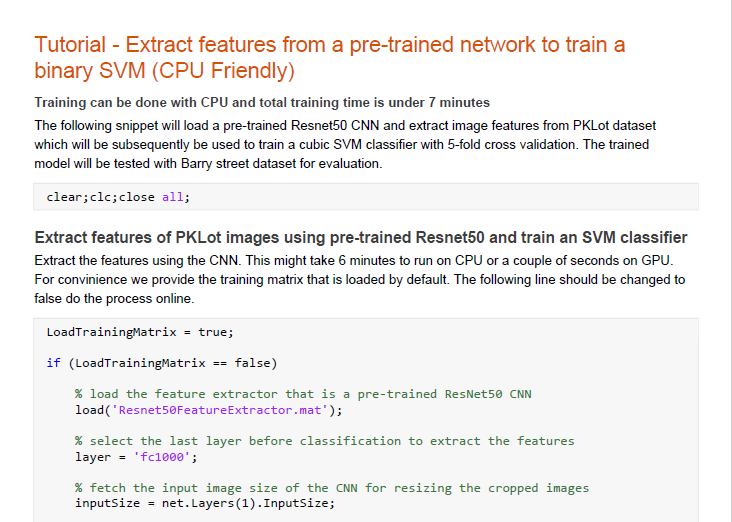 Tutorial - Extract features from a pre-trained network to train a
binary SVM (CPU Friendly)
Training can be done with CPU and total training time is under 7 minutes
The following snippet will load a pre-trained Resnet50 CNN and extract image features from PKLot dataset
which will be subsequently be used to train a cubic SVM classifier with 5-fold cross validation. The trained
model will be tested with Barry street dataset for evaluation.
clear;clc;close all;
Extract features of PKLot images using pre-trained Resnet50 and train an SVM classifier
Extract the features using the CNN. This might take 6 minutes to run on CPU or a couple of seconds on GPU.
For convinience we provide the training matrix that is loaded by default. The following line should be changed to
false do the process online.
LoadTrainingMatrix = true;
if (LoadTrainingMatrix == false)
% load the feature extractor that is a pre-trained ResNet50 CNN
load('Resnet50FeatureExtractor.mat');
% select the last layer before classification to extract the features
layer = 'fc1000';
% fetch the input image size of the CNN for resizing the cropped images
inputSize = net.Layers(1).InputSize;